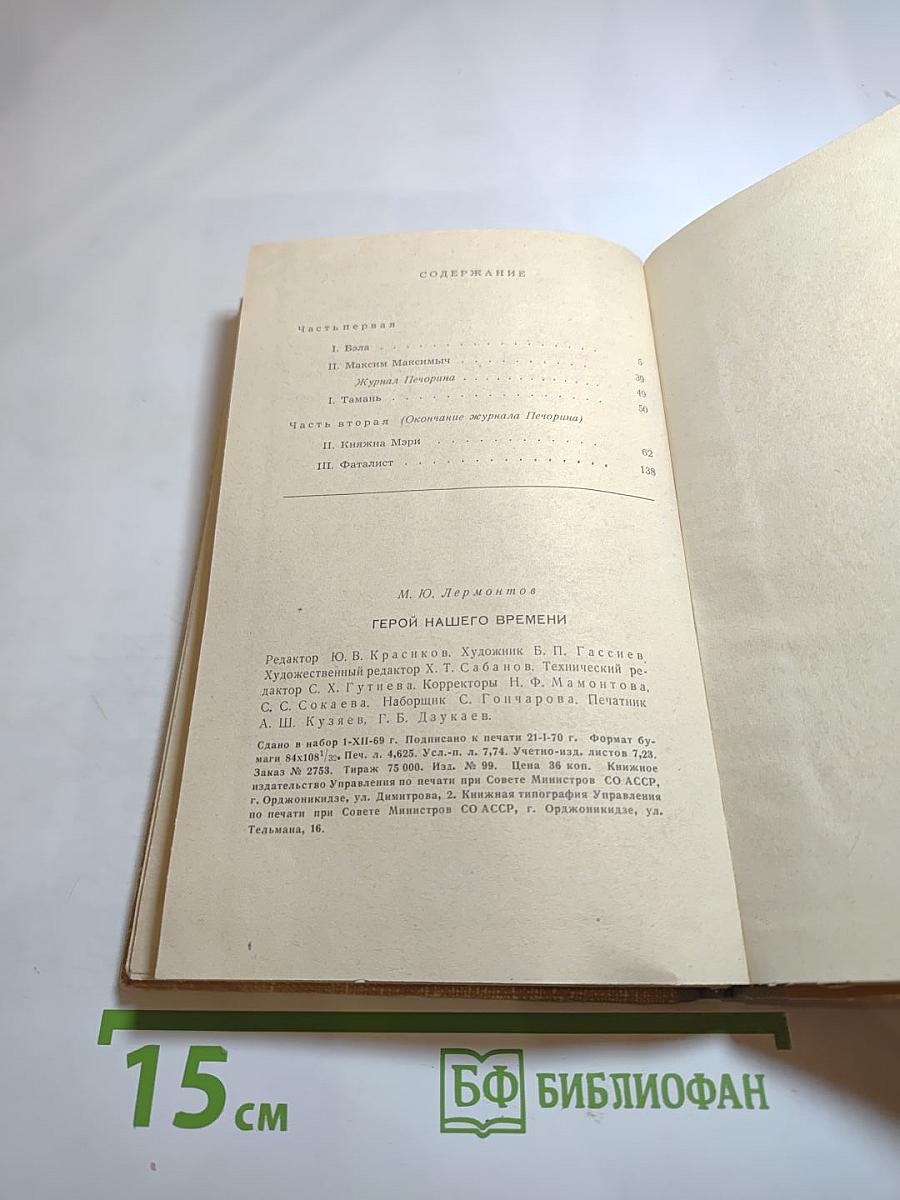 СОДЕРЖАНИЕ
Часть первая
I. Бэла . . . . . . . . . . . . . . 5
II. Максим Максимыч . . . . . . . . . . 39
Журнал Печорина . . . . . . . . . . 49
I. Тамань . . . . . . . . . . . . . . 50
Часть вторая (Окончание журнала Печорина)
II. Княжна Мэри . . . . . . . . . . . 62
III. Фаталист . . . . . . . . . . . . . 138
М. Ю. Лермонтов
ГЕРОЙ НАШЕГО ВРЕМЕНИ
Редактор Ю. В. Красиков. Художник Б. П. Гассиев.
Художественный редактор Х. Т. Сабанов. Технический ре-
дактор С. Х. Гутиева. Корректоры Н. Ф. Мамонтова,
С. С. Сокаева. Наборщик С. Гончарова. Печатник
А. Ш. Кузяев, Г. Б. Дзукаев.
Сдано в набор 1-XII-69 г. Подписано к печати 21-I-70 г. Формат бу-
маги 84x108¹/₃₂. Печ. л. 4,625. Усл.-п. л. 7,74. Учетно-изд. листов 7,23.
Заказ № 2753. Тираж 75 000. Изд. № 99. Цена 36 коп. Книжное
издательство Управления по печати при Совете Министров СО АССР,
г. Орджоникидзе, ул. Димитрова, 2. Книжная типография Управления
по печати при Совете Министров СО АССР, г. Орджоникидзе, ул.
Тельмана, 16.
15 см
БФ БИБЛИОФАН